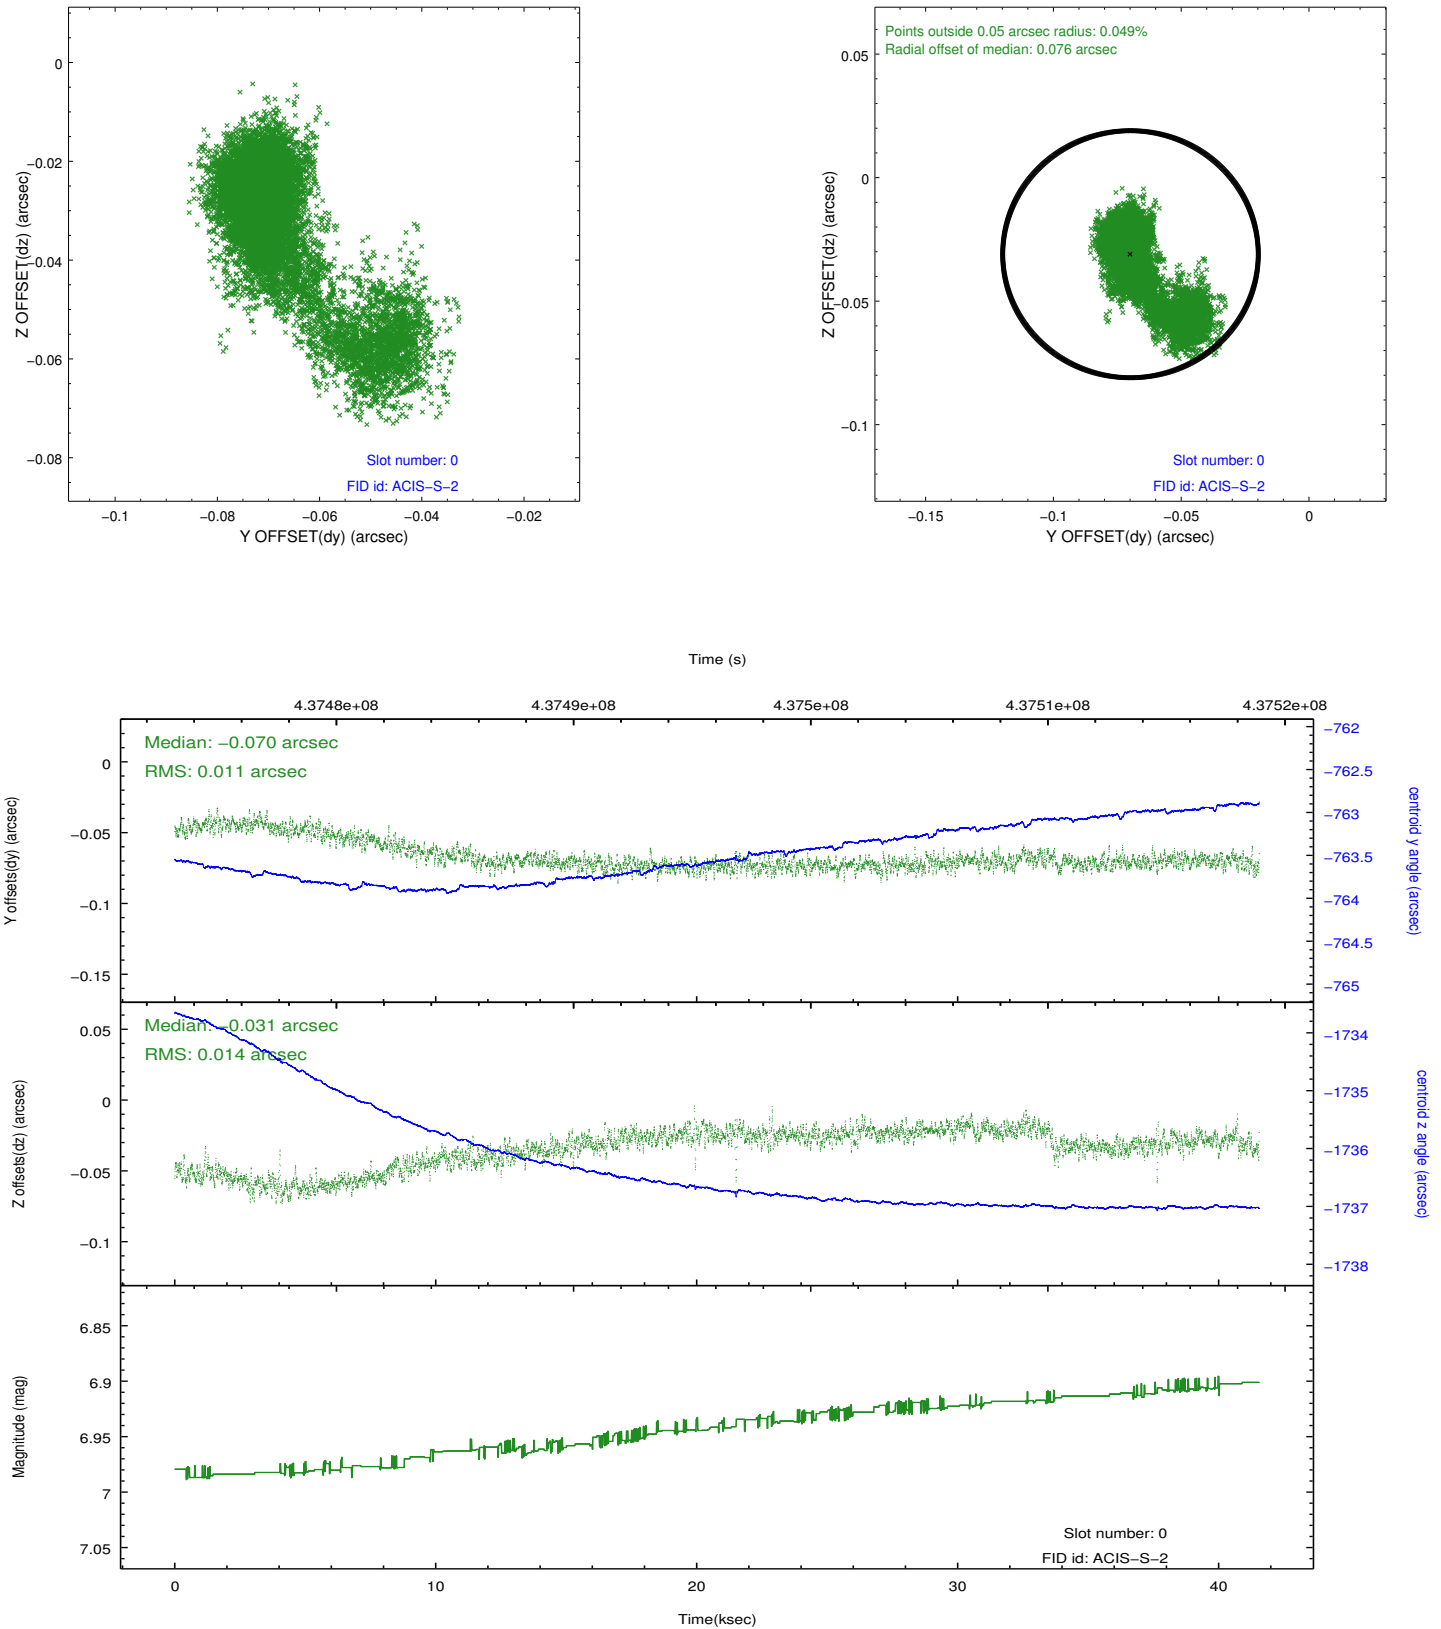 0
−0.02
−0.04
−0.06
−0.08
Z OFFSET(dz) (arcsec)
Slot number: 0
FID id: ACIS−S−2
−0.1
−0.08
−0.06
−0.04
−0.02
Y OFFSET(dy) (arcsec)
Points outside 0.05 arcsec radius: 0.049%
Radial offset of median: 0.076 arcsec
0.05
0
−0.05
−0.1
Z OFFSET(dz) (arcsec)
Slot number: 0
FID id: ACIS−S−2
−0.15
−0.1
−0.05
0
Y OFFSET(dy) (arcsec)
Time (s)
4.3748e+08
4.3749e+08
4.375e+08
4.3751e+08
4.3752e+08
Median: −0.070 arcsec
RMS: 0.011 arcsec
0
−0.05
−0.1
−0.15
Y offsets(dy) (arcsec)
−762
−762.5
−763
−763.5
−764
−764.5
−765
centroid y angle (arcsec)
Median: −0.031 arcsec
RMS: 0.014 arcsec
0.05
0
−0.05
−0.1
Z offsets(dz) (arcsec)
−1734
−1735
−1736
−1737
−1738
centroid z angle (arcsec)
6.85
6.9
6.95
7
7.05
Magnitude (mag)
Slot number: 0
FID id: ACIS−S−2
0
10
20
30
40
Time(ksec)